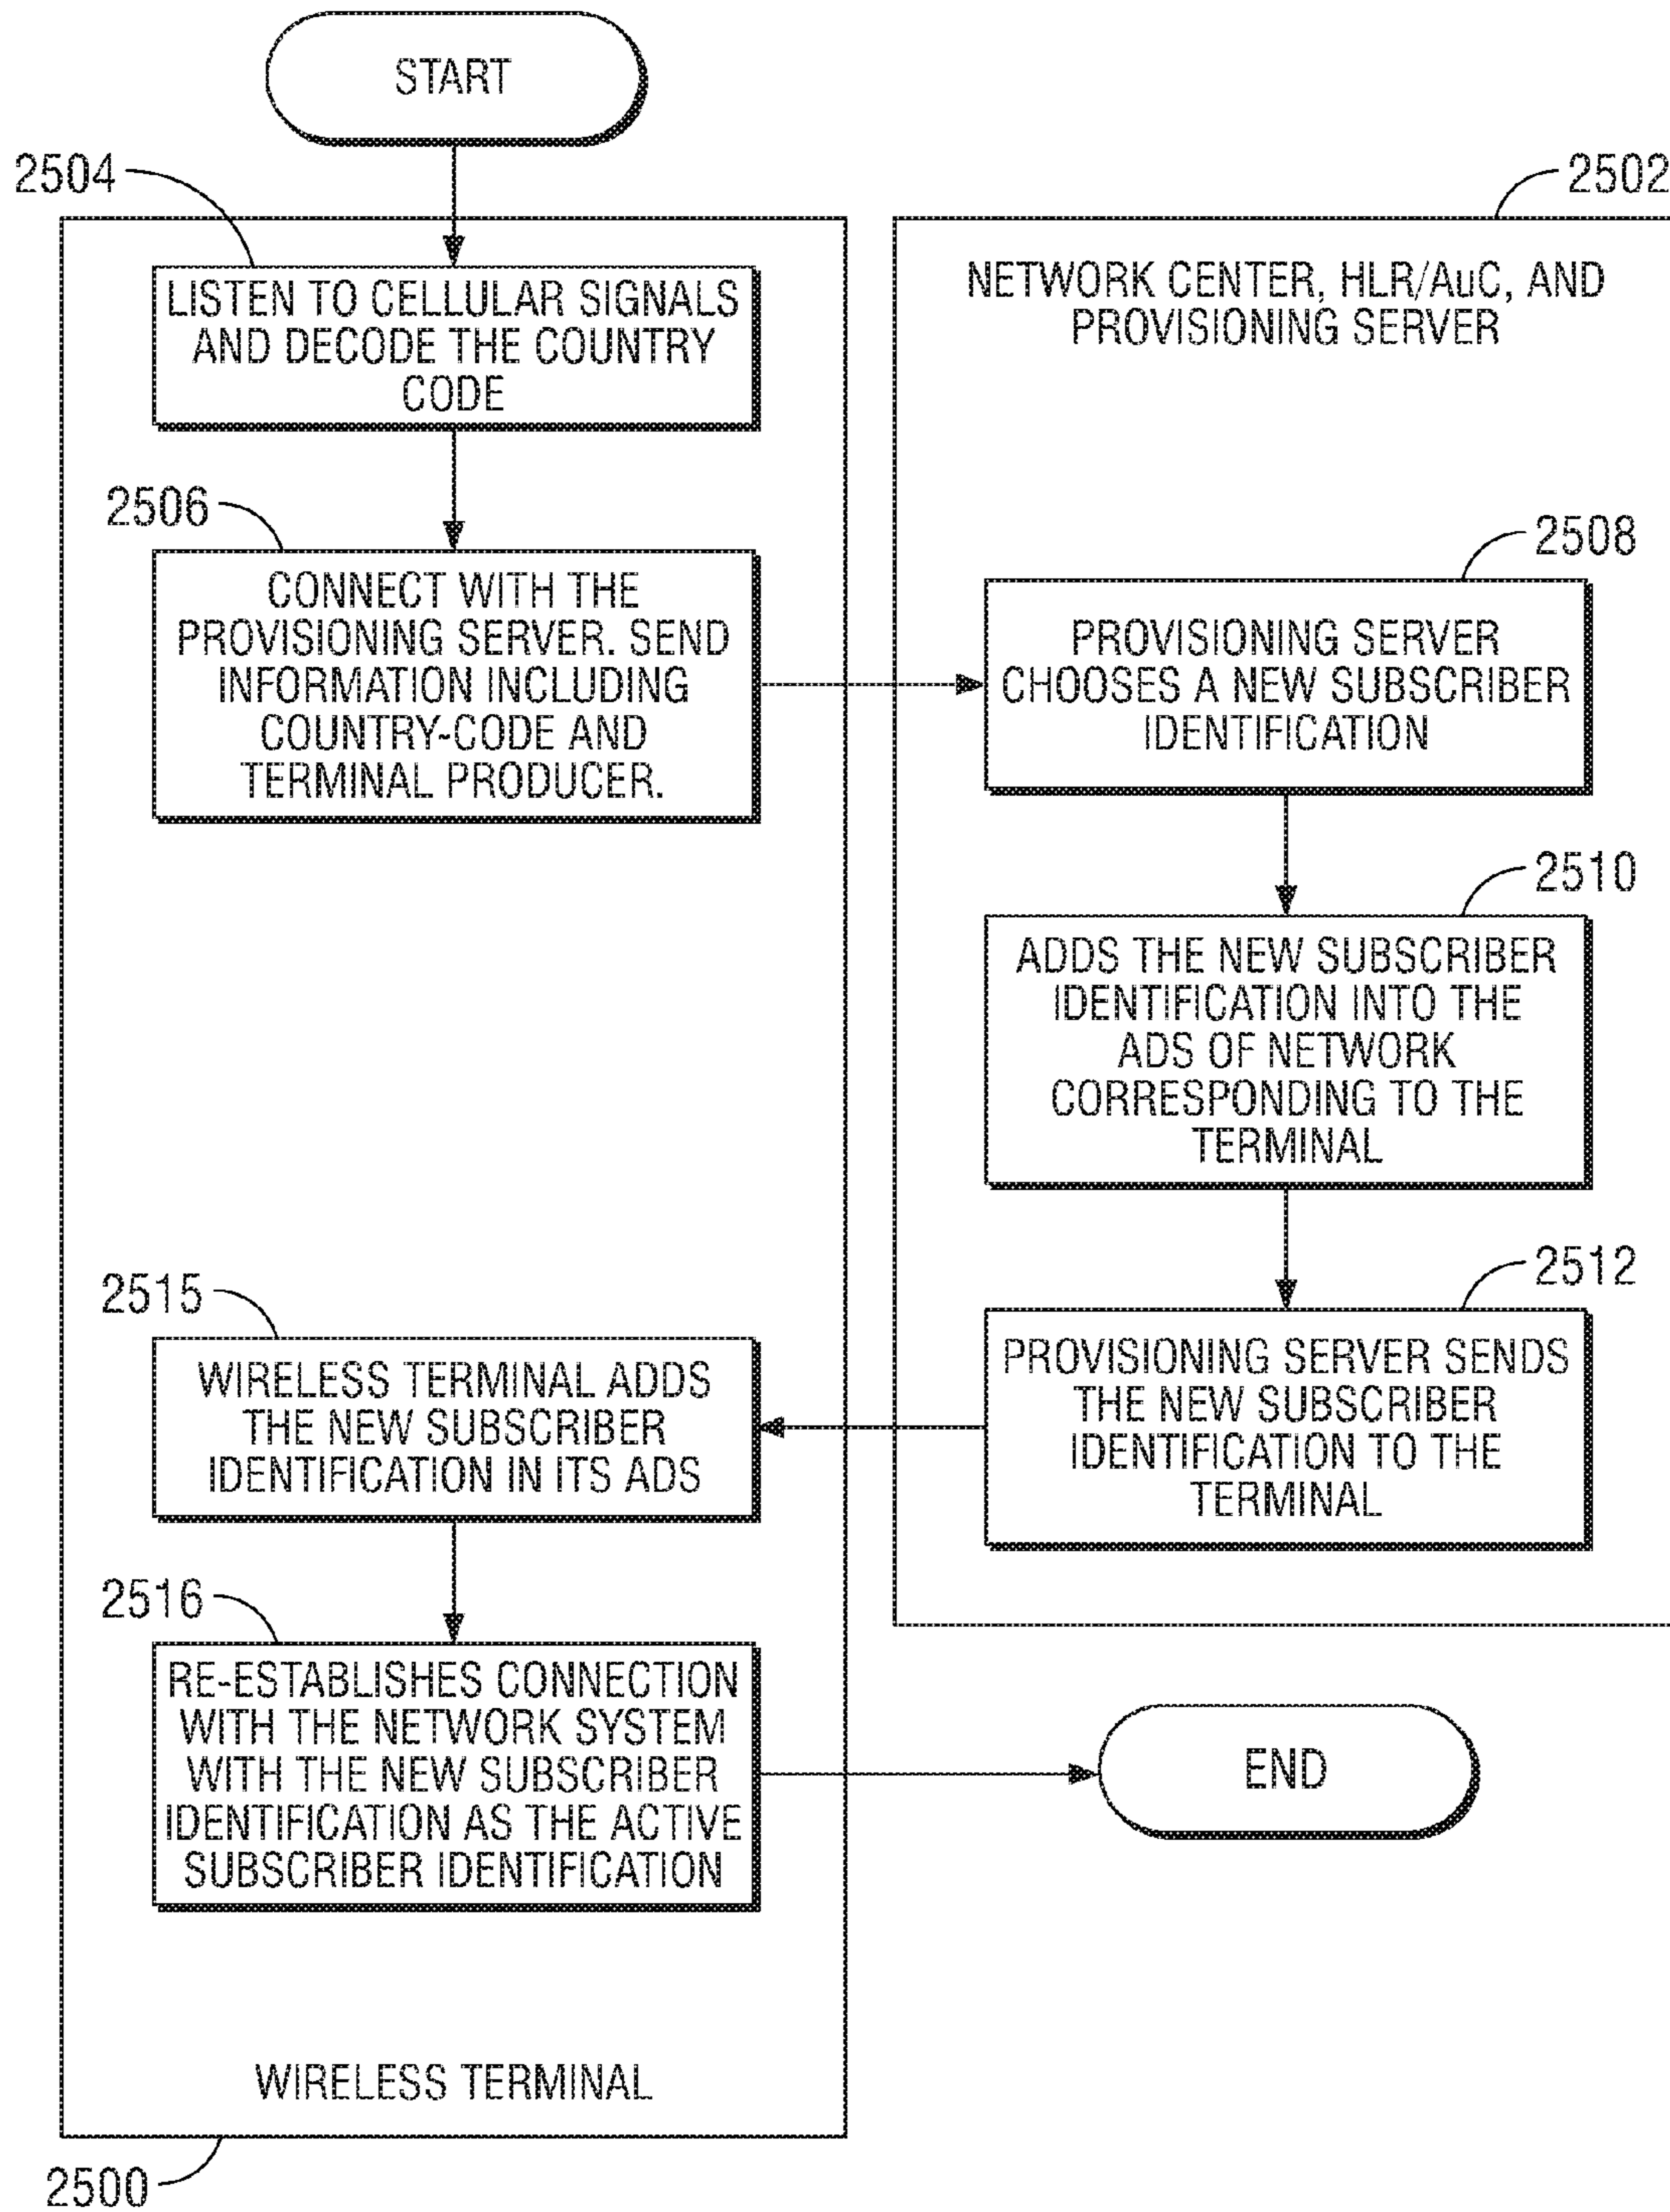 START
2504
2502
LISTEN TO CELLULAR SIGNALS
AND DECODE THE COUNTRY
CODE
NETWORK CENTER, HLR/AuC, AND
PROVISIONING SERVER
2506
CONNECT WITH THE
PROVISIONING SERVER. SEND
INFORMATION INCLUDING
COUNTRY-CODE AND
TERMINAL PRODUCER.
2508
PROVISIONING SERVER
CHOOSES A NEW SUBSCRIBER
IDENTIFICATION
2510
ADDS THE NEW SUBSCRIBER
IDENTIFICATION INTO THE
ADS OF NETWORK
CORRESPONDING TO THE
TERMINAL
2512
PROVISIONING SERVER SENDS
THE NEW SUBSCRIBER
IDENTIFICATION TO THE
TERMINAL
2515
WIRELESS TERMINAL ADDS
THE NEW SUBSCRIBER
IDENTIFICATION IN ITS ADS
2516
RE-ESTABLISHES CONNECTION
WITH THE NETWORK SYSTEM
WITH THE NEW SUBSCRIBER
IDENTIFICATION AS THE ACTIVE
SUBSCRIBER IDENTIFICATION
END
WIRELESS TERMINAL
2500